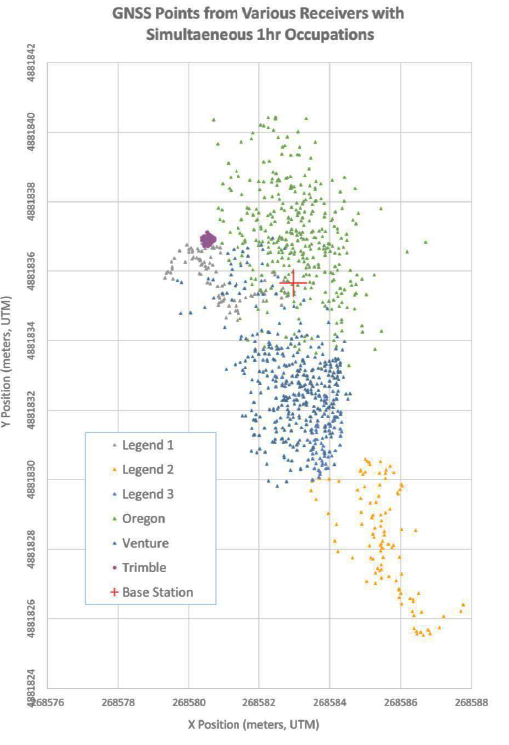 GNSS Points from Various Receivers with
Simultaeneous 1hr Occupations
4881842
4881840
4881838
4881836
4881834
4881832
4881830
4881828
4881826
4881824
Y Position (meters, UTM)
Legend 1
Legend 2
Legend 3
Oregon
Venture
Trimble
Base Station
268576 268578 268580 268582 268584 268586 268588
X Position (meters, UTM)